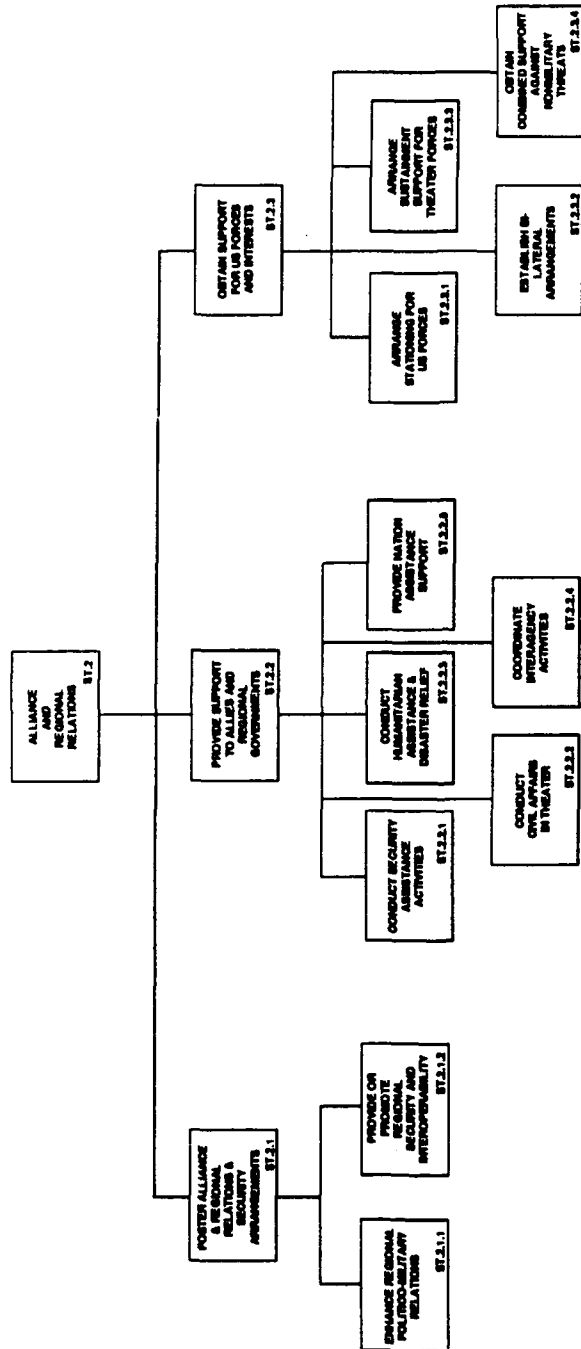 ALLIANCE
AND
REGIONAL
RELATIONS
ST.2
FOSTER ALLIANCE
& REGIONAL
RELATIONS &
SECURITY
ARRANGEMENTS
ST.2.1
PROVIDE SUPPORT
TO ALLIES AND
REGIONAL
GOVERNMENTS
ST.2.2
OBTAIN SUPPORT
FOR US FORCES
AND INTERESTS
ST.2.3
ENHANCE REGIONAL
POLITICO-MILITARY
RELATIONS
ST.2.1.1
PROVIDE OR
PROMOTE
REGIONAL
SECURITY AND
INTEROPERABILITY
ST.2.1.2
CONDUCT SECURITY
ASSISTANCE
ACTIVITIES
ST.2.2.1
CONDUCT
CIVIL AFFAIRS
IN THEATER
ST.2.2.2
CONDUCT
HUMANITARIAN
ASSISTANCE &
DISASTER RELIEF
ST.2.2.3
COORDINATE
INTERAGENCY
ACTIVITIES
ST.2.2.4
PROVIDE NATION
ASSISTANCE
SUPPORT
ARRANGE
STATIONING FOR
US FORCES
ST.2.3.1
ESTABLISH BI-
LATERAL
ARRANGEMENTS
ST.2.3.2
ARRANGE
SUSTAINMENT
SUPPORT FOR
THEATER FORCES
ST.2.3.3
OBTAIN
COMBINED SUPPORT
AGAINST
NONMILITARY
THREATS
ST.2.3.4